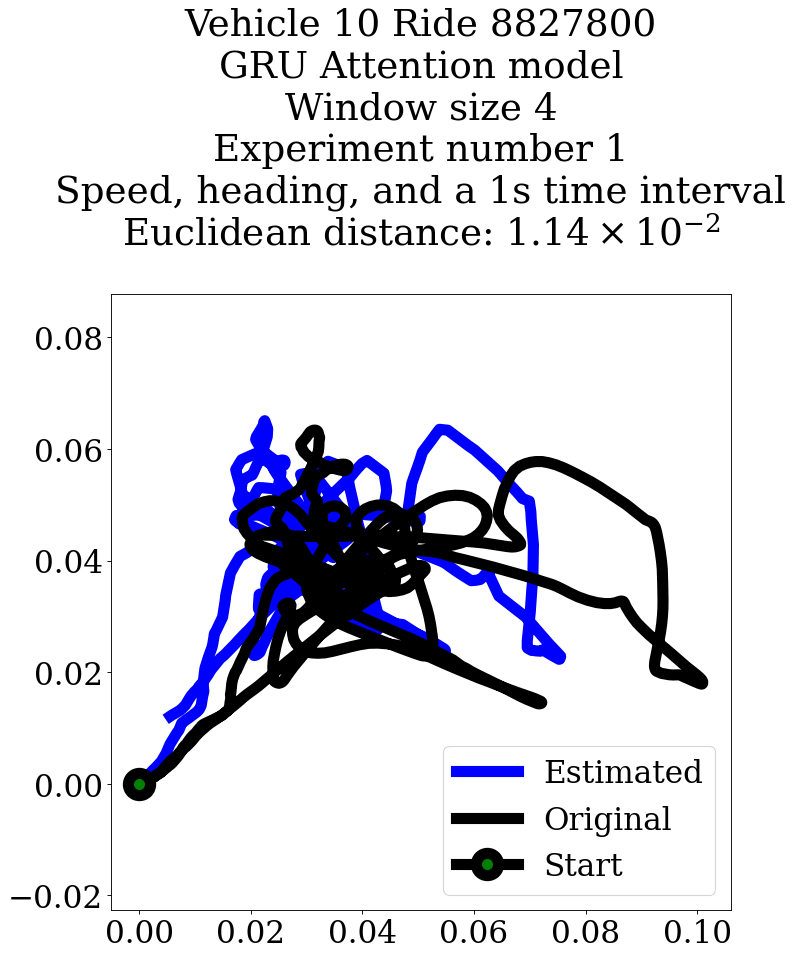 Vehicle 10 Ride 8827800
GRU Attention model
Window size 4
Experiment number 1
Speed, heading, and a 1s time interval
Euclidean distance: 1.14 × 10⁻²
0.08
0.06
0.04
0.02
0.00
−0.02
Estimated
Original
Start
0.00 0.02 0.04 0.06 0.08 0.10